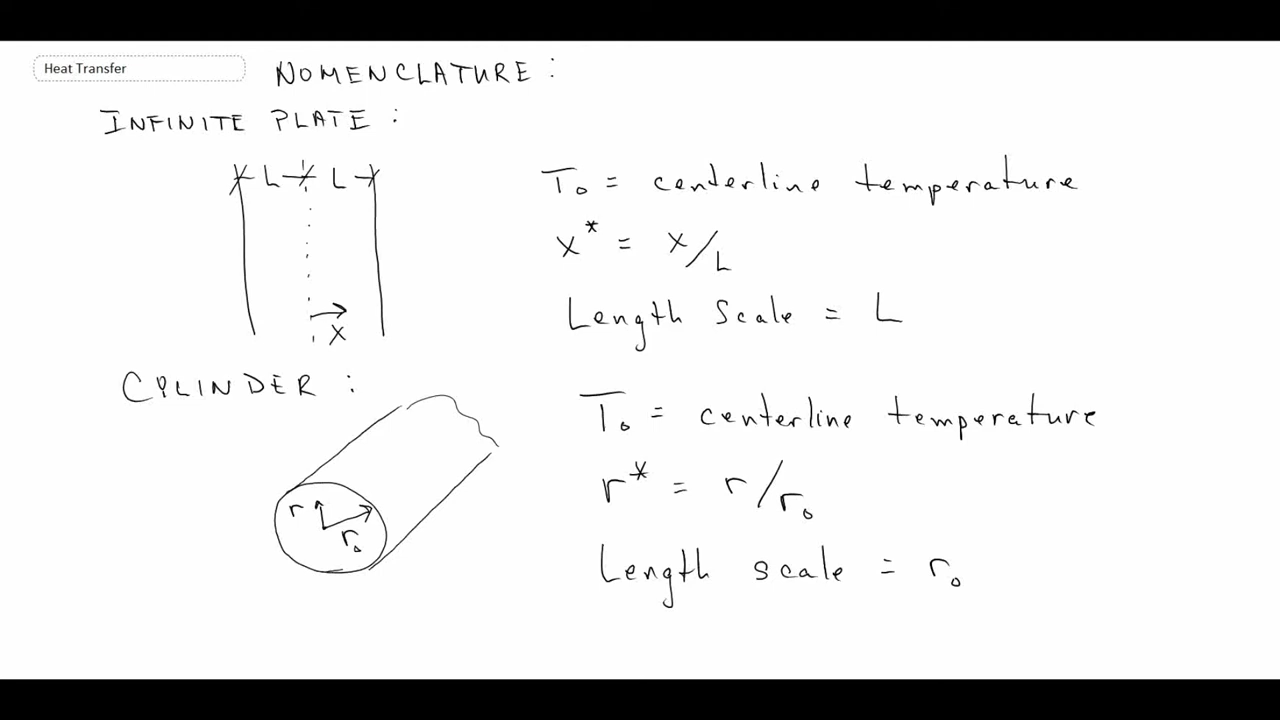 Heat Transfer
NOMENCLATURE:
INFINITE PLATE:
L L
T₀ = centerline temperature
x* = x/L
x
Length Scale = L
CYLINDER:
T₀ = centerline temperature
r* = r/r₀
r
r₀
Length scale = r₀